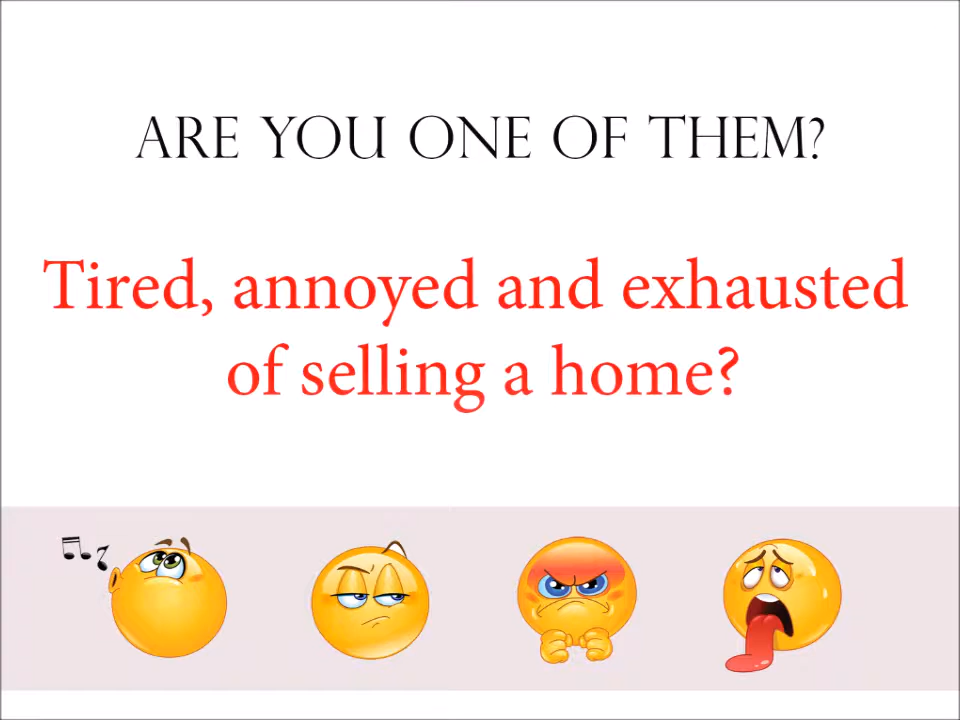 ARE YOU ONE OF THEM?
Tired, annoyed and exhausted
of selling a home?